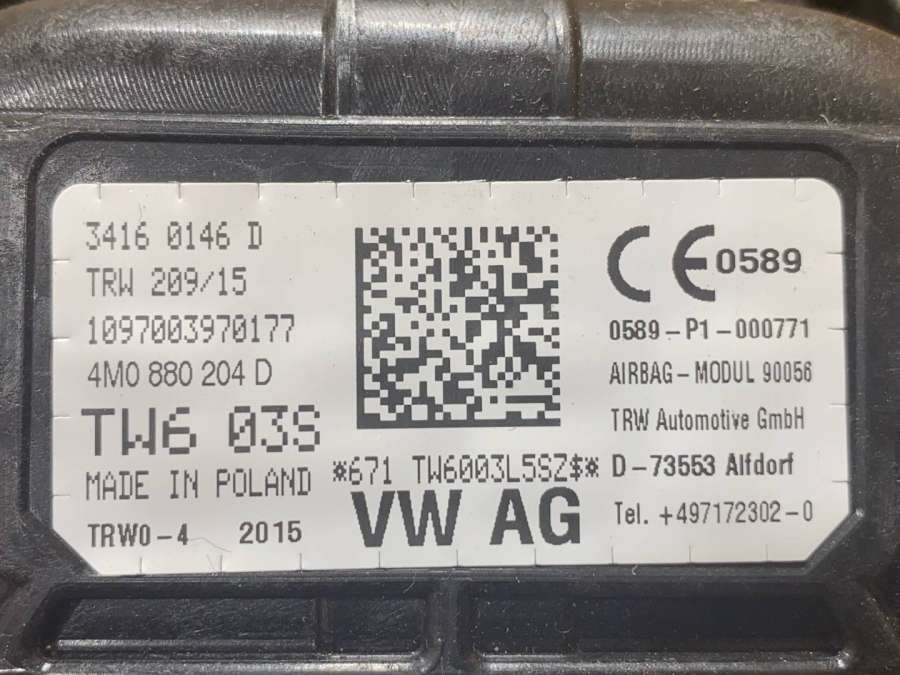 3416 0146 D
TRW 209/15
1097003970177
4M0 880 204 D
TW6 03S
MADE IN POLAND
TRW0-4 2015
*671 TW6003L5SZ$*
VW AG
CE 0589
0589-P1-000771
AIRBAG-MODUL 90056
TRW Automotive GmbH
D-73553 Alfdorf
Tel. +497172302-0